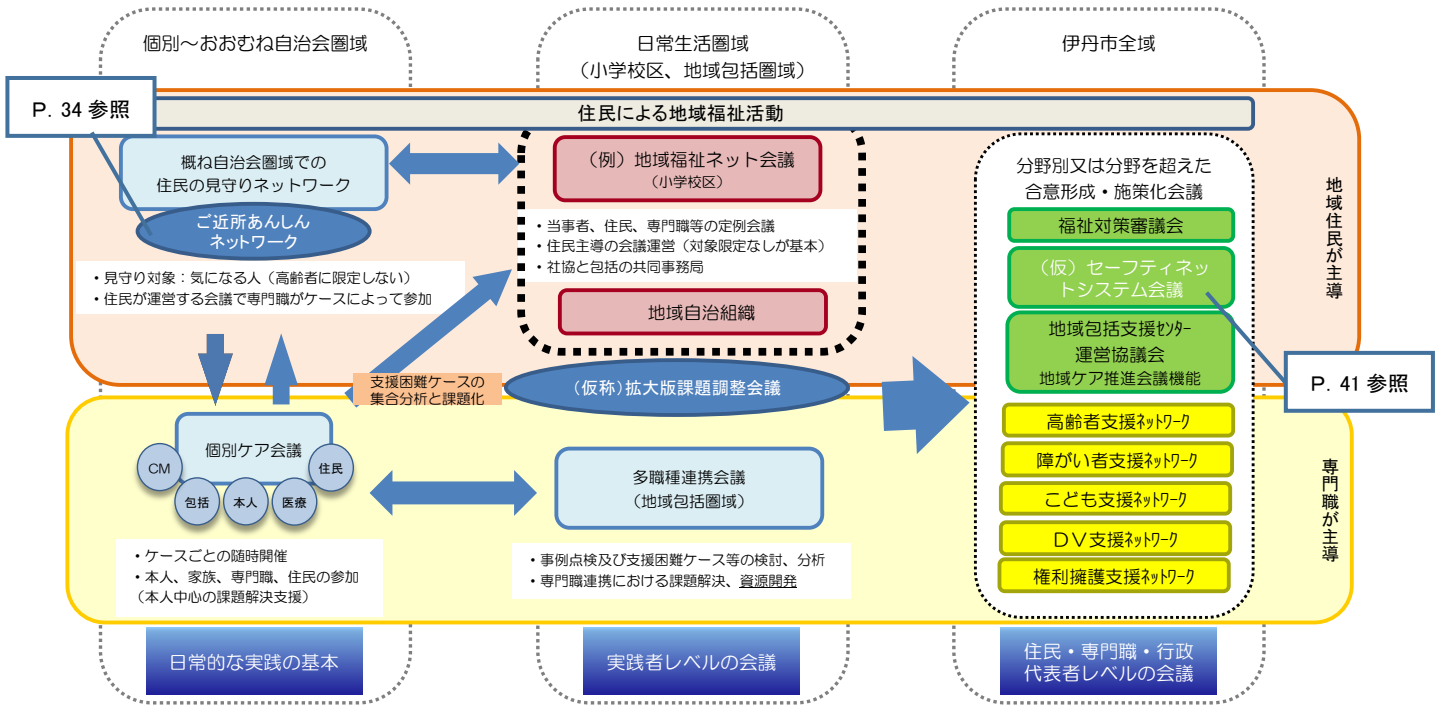 個別～おおむね自治会圏域
日常生活圏域
（小学校区、地域包括圏域）
伊丹市全域
P. 34 参照
住民による地域福祉活動
概ね自治会圏域での
住民の見守りネットワーク
ご近所あんしん
ネットワーク
・見守り対象：気になる人（高齢者に限定しない）
・住民が運営する会議で専門職がケースによって参加
（例）地域福祉ネット会議
（小学校区）
・当事者、住民、専門職等の定例会議
・住民主導の会議運営（対象限定なしが基本）
・社協と包括の共同事務局
地域自治組織
分野別又は分野を超えた
合意形成・施策化会議
福祉対策審議会
（仮）セーフティネッ
トシステム会議
地域包括支援ｾﾝﾀｰ
運営協議会
地域ケア推進会議機能
地域住民が主導
P. 41 参照
支援困難ケースの
集合分析と課題化
（仮称）拡大版課題調整会議
個別ケア会議
CM
包括
本人
医療
住民
・ケースごとの随時開催
・本人、家族、専門職、住民の参加
（本人中心の課題解決支援）
多職種連携会議
（地域包括圏域）
・事例点検及び支援困難ケース等の検討、分析
・専門職連携における課題解決、資源開発
高齢者支援ﾈｯﾄﾜｰｸ
障がい者支援ﾈｯﾄﾜｰｸ
こども支援ﾈｯﾄﾜｰｸ
ＤＶ支援ﾈｯﾄﾜｰｸ
権利擁護支援ﾈｯﾄﾜｰｸ
専門職が主導
日常的な実践の基本
実践者レベルの会議
住民・専門職・行政
代表者レベルの会議